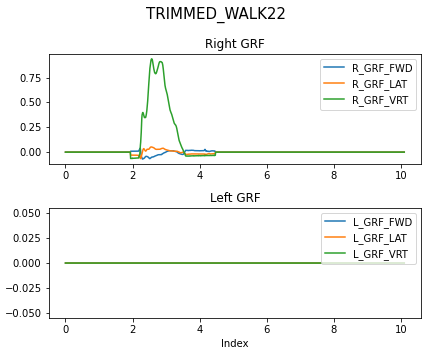 TRIMMED_WALK22
Right GRF
0.75
0.50
0.25
0.00
R_GRF_FWD
R_GRF_LAT
R_GRF_VRT
0 2 4 6 8 10
Left GRF
0.050
0.025
0.000
−0.025
−0.050
L_GRF_FWD
L_GRF_LAT
L_GRF_VRT
0 2 4 6 8 10
Index